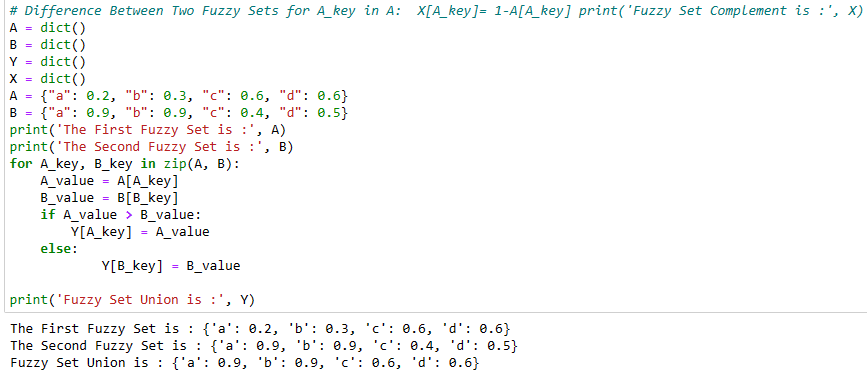 # Difference Between Two Fuzzy Sets for A_key in A:  X[A_key]= 1-A[A_key] print('Fuzzy Set Complement is :', X)
A = dict()
B = dict()
Y = dict()
X = dict()
A = {"a": 0.2, "b": 0.3, "c": 0.6, "d": 0.6}
B = {"a": 0.9, "b": 0.9, "c": 0.4, "d": 0.5}
print('The First Fuzzy Set is :', A)
print('The Second Fuzzy Set is :', B)
for A_key, B_key in zip(A, B):
    A_value = A[A_key]
    B_value = B[B_key]
    if A_value > B_value:
        Y[A_key] = A_value
    else:
            Y[B_key] = B_value
print('Fuzzy Set Union is :', Y)
The First Fuzzy Set is : {'a': 0.2, 'b': 0.3, 'c': 0.6, 'd': 0.6}
The Second Fuzzy Set is : {'a': 0.9, 'b': 0.9, 'c': 0.4, 'd': 0.5}
Fuzzy Set Union is : {'a': 0.9, 'b': 0.9, 'c': 0.6, 'd': 0.6}